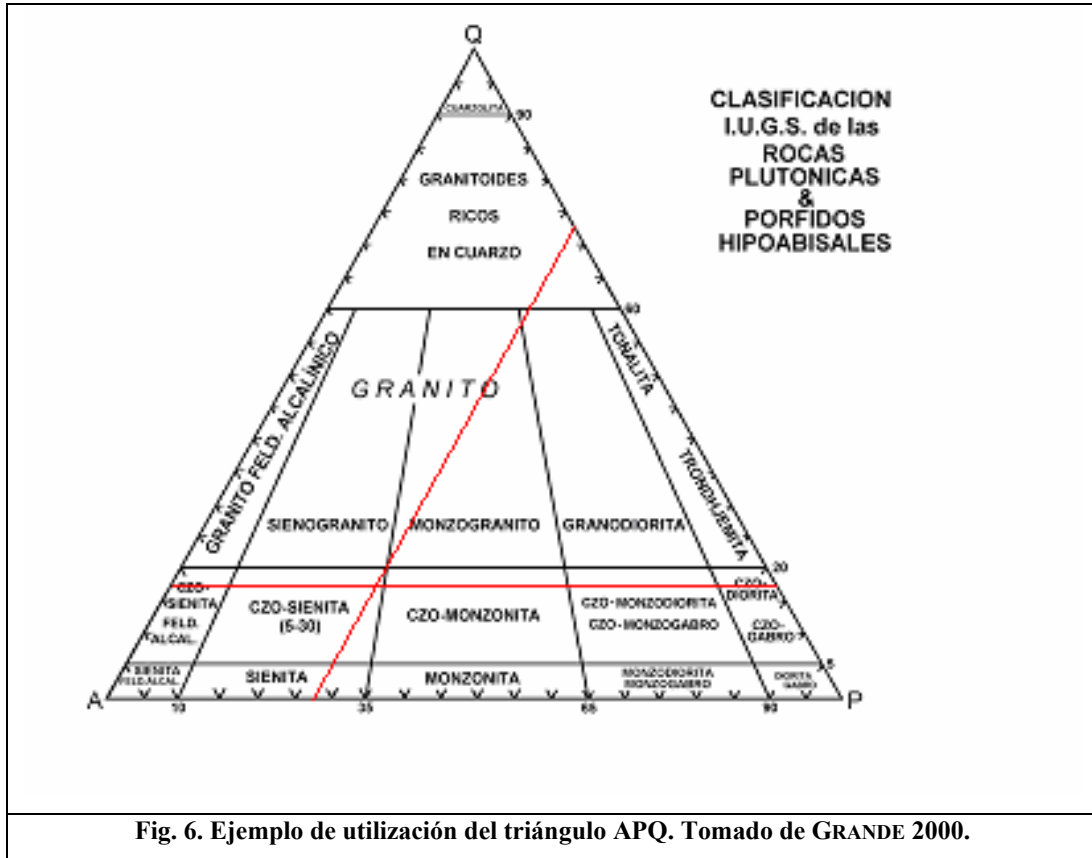 Q
CLASIFICACION
I.U.G.S. de las
ROCAS
PLUTONICAS
&
PORFIDOS
HIPOABISALES
CUARZOLITA
90
GRANITOIDES
RICOS
EN CUARZO
60
GRANITO FELD. ALCALÍNICO
TONALITA
GRANITO
TRONDHJEMITA
SIENOGRANITO
MONZOGRANITO
GRANODIORITA
20
CZO-
SIENITA
FELD.
ALCAL.
CZO-SIENITA
(5-30)
CZO-MONZONITA
CZO-MONZODIORITA
CZO-MONZOGABRO
CZO-
DIORITA
CZO-
GABRO
5
SIENITA
FELD.ALCAL.
SIENITA
MONZONITA
MONZODIORITA
MONZOGABRO
DIORITA
GABRO
A
P
10
35
65
90
Fig. 6. Ejemplo de utilización del triángulo APQ. Tomado de GRANDE 2000.